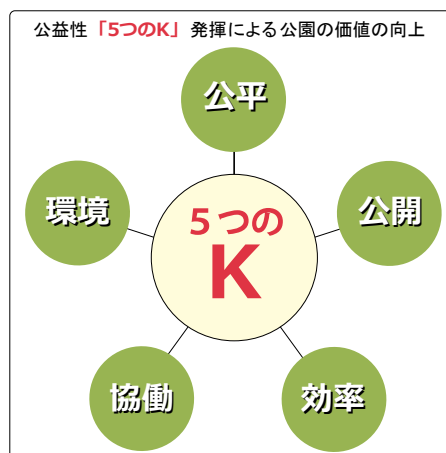 公益性「5つのK」発揮による公園の価値の向上
公平
環境
公開
5つの
K
協働
効率